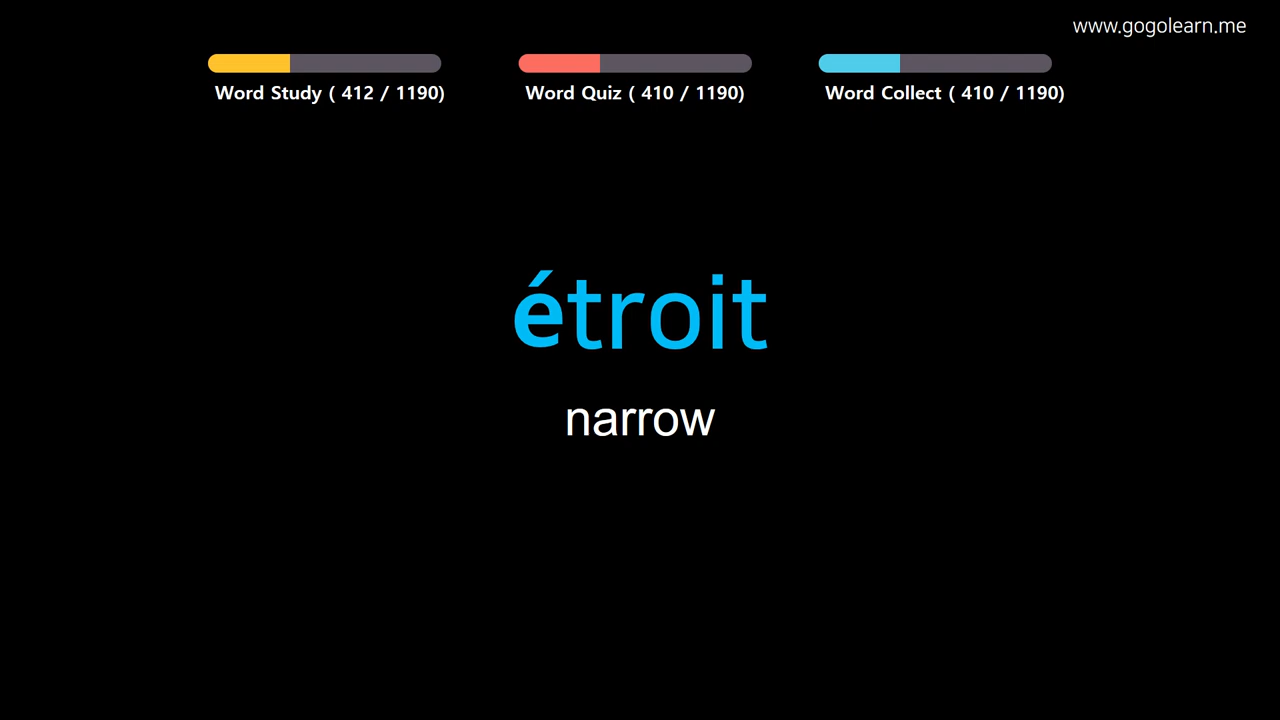 www.gogolearn.me
Word Study ( 412 / 1190)
Word Quiz ( 410 / 1190)
Word Collect ( 410 / 1190)
étroit
narrow